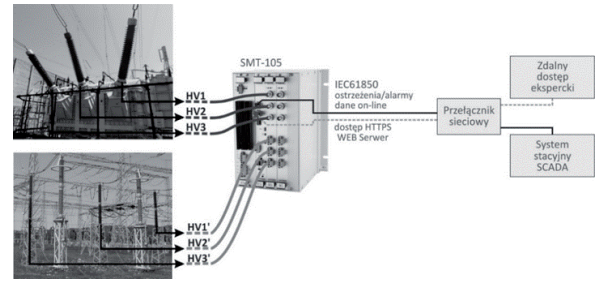 SMT-105
HV1
HV2
HV3
IEC61850
ostrzeżenia/alarmy
dane on-line
dostęp HTTPS
WEB Serwer
Przełącznik
sieciowy
Zdalny
dostęp
ekspercki
System
stacyjny
SCADA
HV1'
HV2'
HV3'